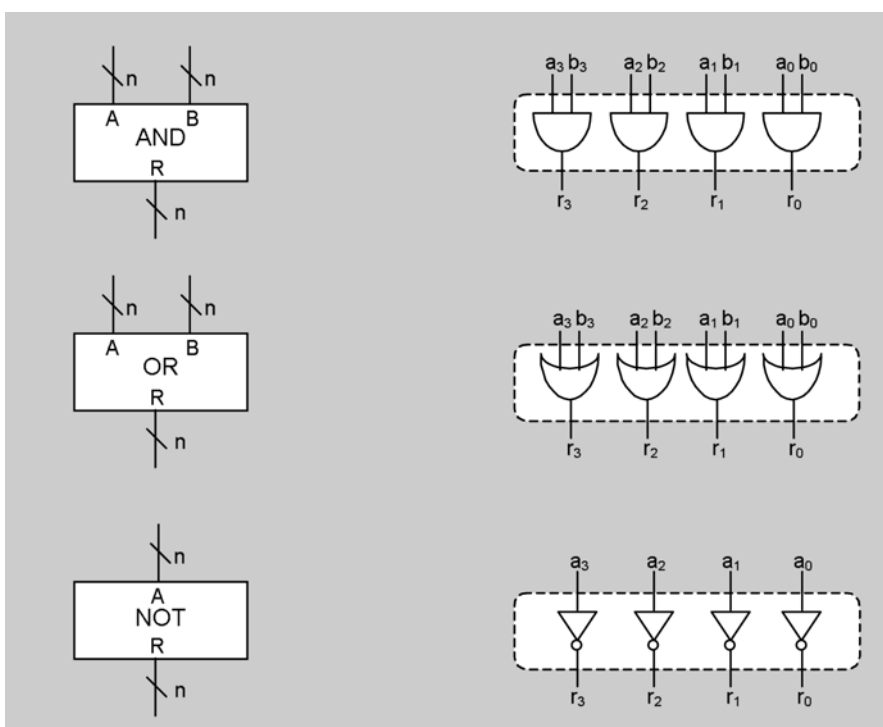 n n
A B
AND
R
n
a₃ b₃ a₂ b₂ a₁ b₁ a₀ b₀
r₃ r₂ r₁ r₀
n n
A B
OR
R
n
a₃ b₃ a₂ b₂ a₁ b₁ a₀ b₀
r₃ r₂ r₁ r₀
n
A
NOT
R
n
a₃ a₂ a₁ a₀
r₃ r₂ r₁ r₀